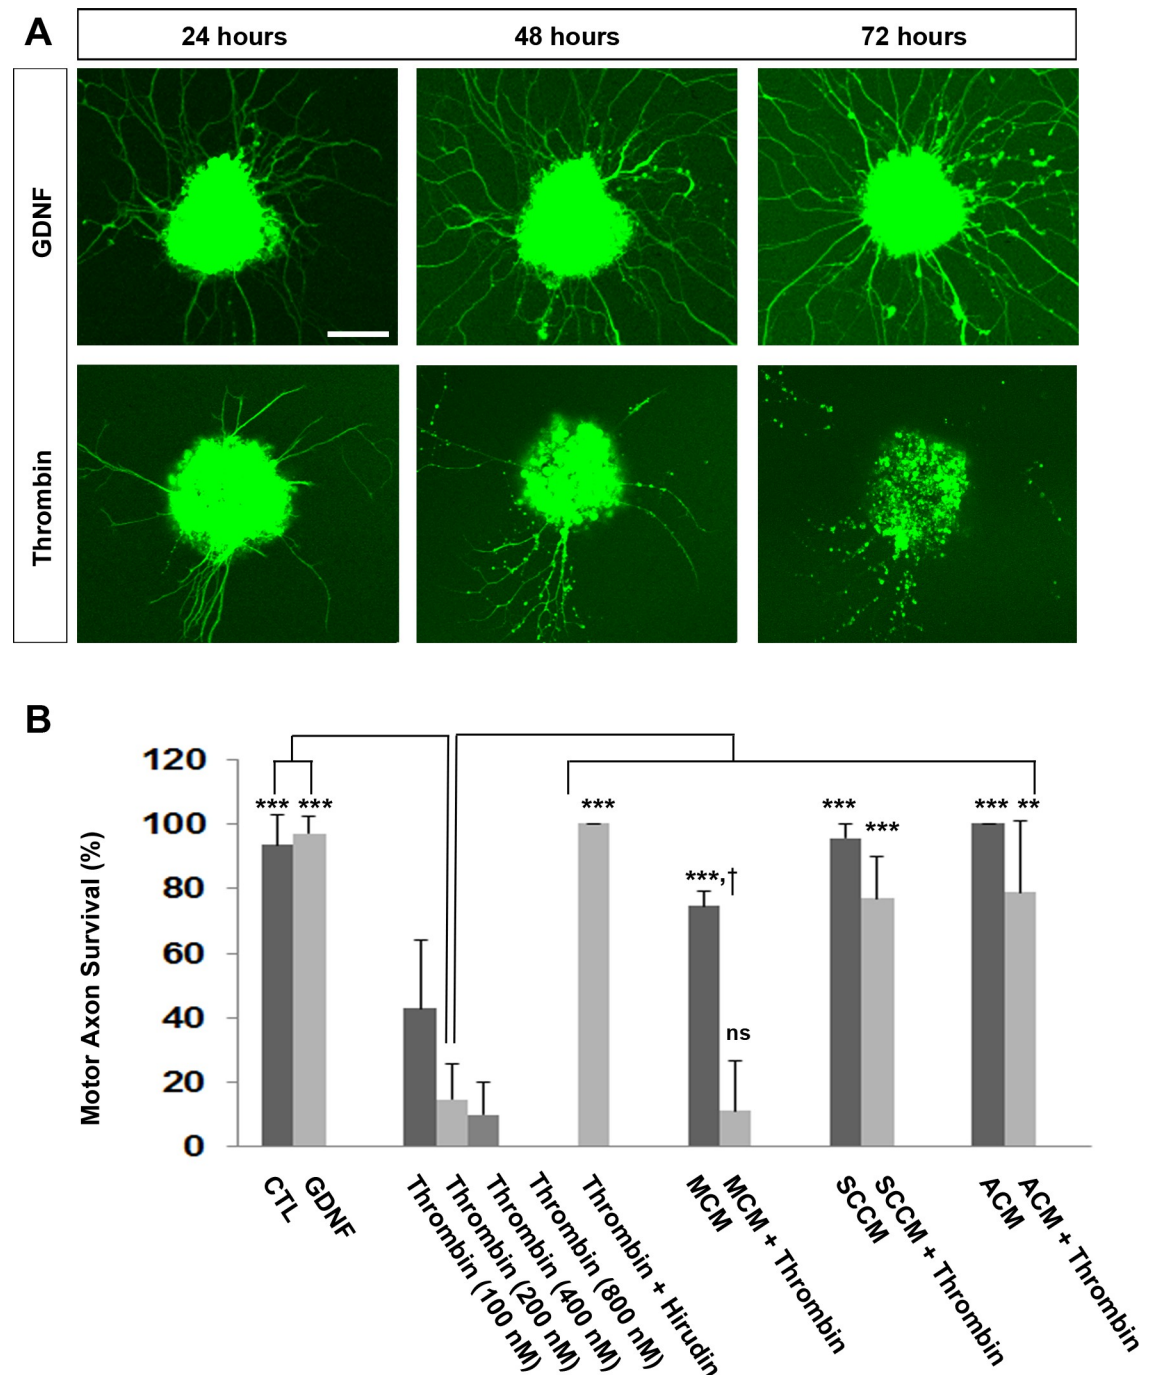 A
24 hours
48 hours
72 hours
GDNF
Thrombin
B
Motor Axon Survival (%)
120
100
80
60
40
20
0
*** ***
***
***,†
ns
***
***
*** **
CTL
GDNF
Thrombin (100 nM)
Thrombin (200 nM)
Thrombin (400 nM)
Thrombin (800 nM)
Thrombin + Hirudin
MCM
MCM + Thrombin
SCCM
SCCM + Thrombin
ACM
ACM + Thrombin